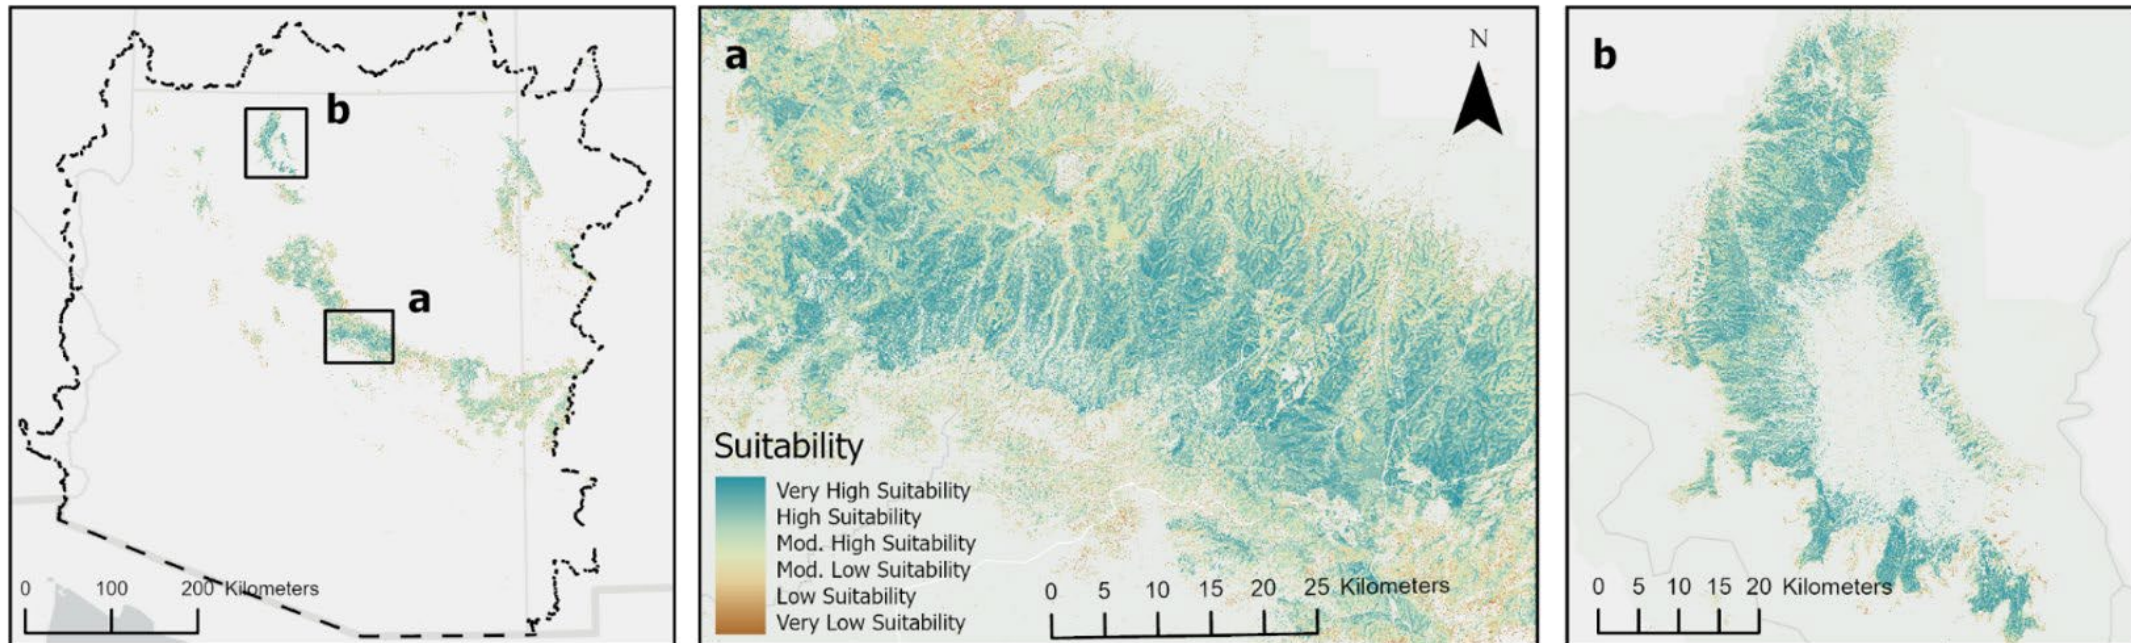 b
a
0 100 200 Kilometers
a
N
Suitability
Very High Suitability
High Suitability
Mod. High Suitability
Mod. Low Suitability
Low Suitability
Very Low Suitability
0 5 10 15 20 25 Kilometers
b
0 5 10 15 20 Kilometers